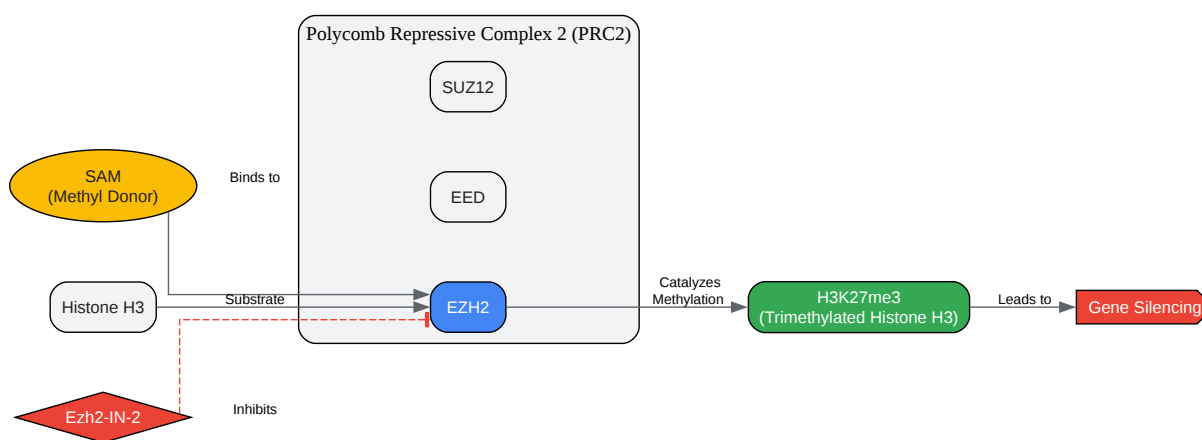 Polycomb Repressive Complex 2 (PRC2)
SUZ12
SAM
(Methyl Donor)
Binds to
EED
Histone H3
Substrate
EZH2
Catalyzes
Methylation
H3K27me3
(Trimethylated Histone H3)
Leads to
Gene Silencing
Ezh2-IN-2
Inhibits